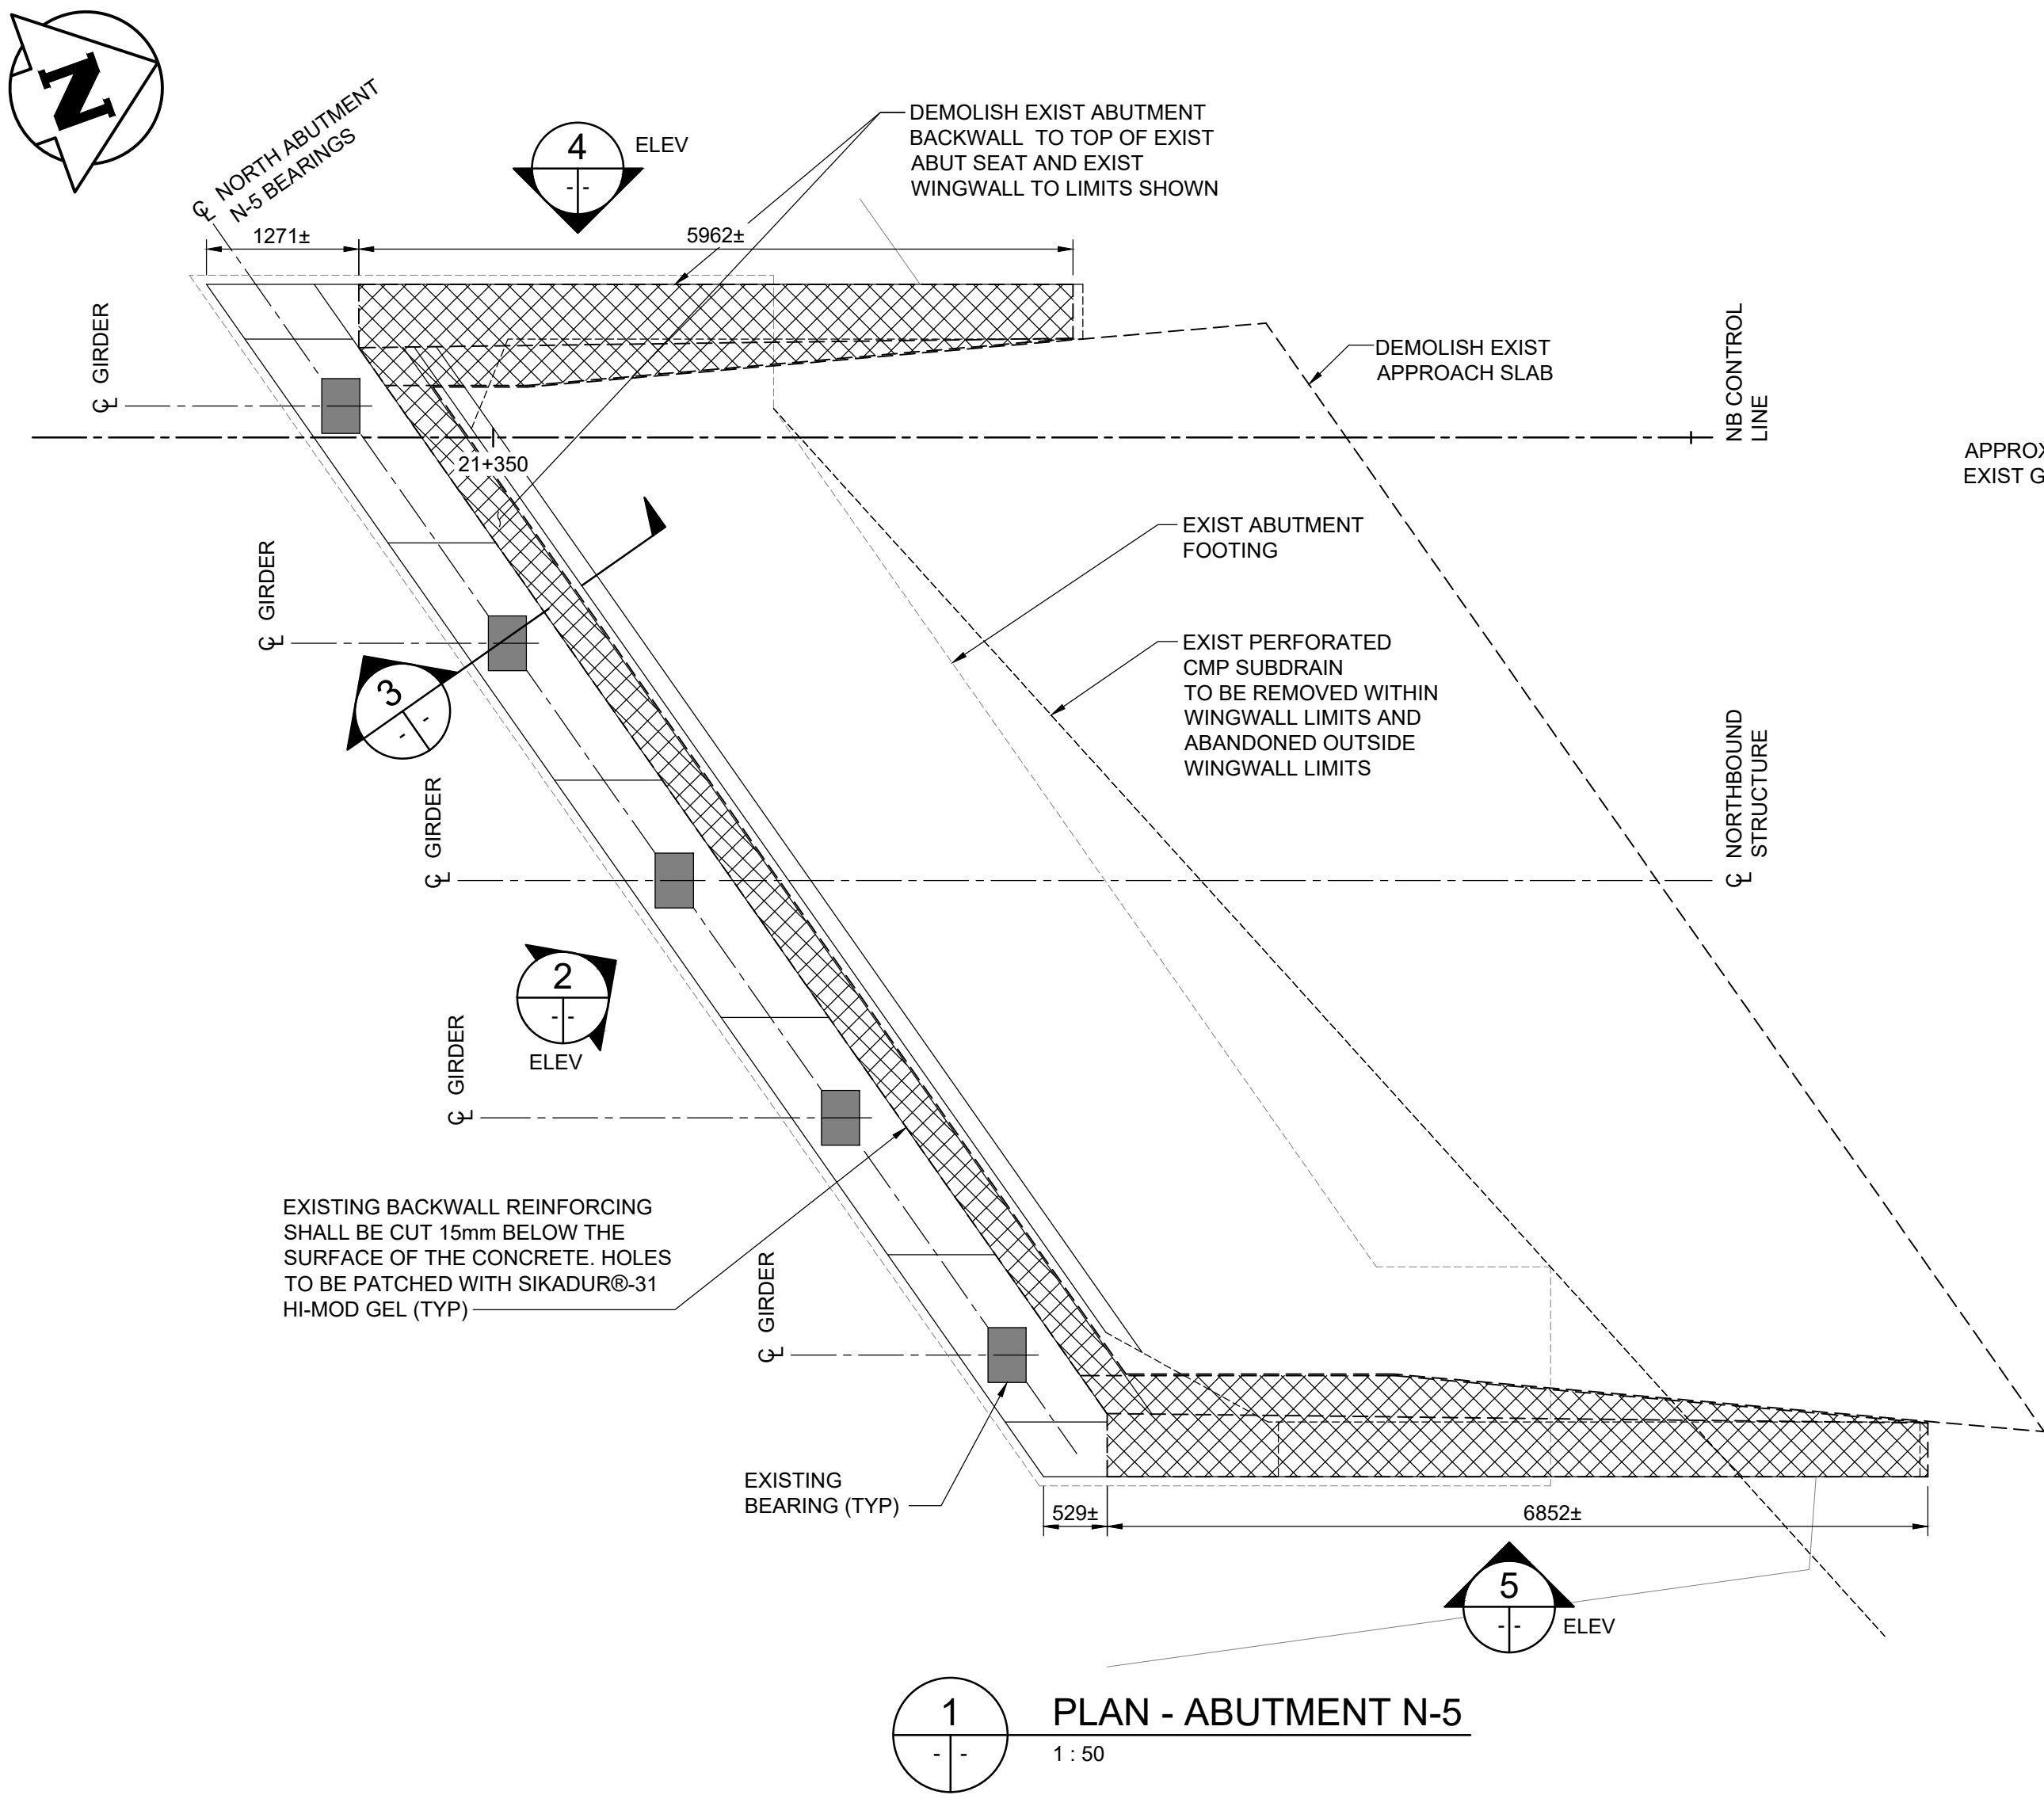 N
℄ NORTH ABUTMENT
N-5 BEARINGS
4
- -
ELEV
DEMOLISH EXIST ABUTMENT
BACKWALL TO TOP OF EXIST
ABUT SEAT AND EXIST
WINGWALL TO LIMITS SHOWN
1271±
5962±
℄ GIRDER
DEMOLISH EXIST
APPROACH SLAB
NB CONTROL
LINE
21+350
APPROX
EXIST G
EXIST ABUTMENT
FOOTING
℄ GIRDER
EXIST PERFORATED
CMP SUBDRAIN
TO BE REMOVED WITHIN
WINGWALL LIMITS AND
ABANDONED OUTSIDE
WINGWALL LIMITS
3
- -
℄ GIRDER
℄ NORTHBOUND
STRUCTURE
2
- -
ELEV
℄ GIRDER
EXISTING BACKWALL REINFORCING
SHALL BE CUT 15mm BELOW THE
SURFACE OF THE CONCRETE. HOLES
TO BE PATCHED WITH SIKADUR®-31
HI-MOD GEL (TYP)
℄ GIRDER
EXISTING
BEARING (TYP)
529±
6852±
5
- -
ELEV
1
- -
PLAN - ABUTMENT N-5
1 : 50